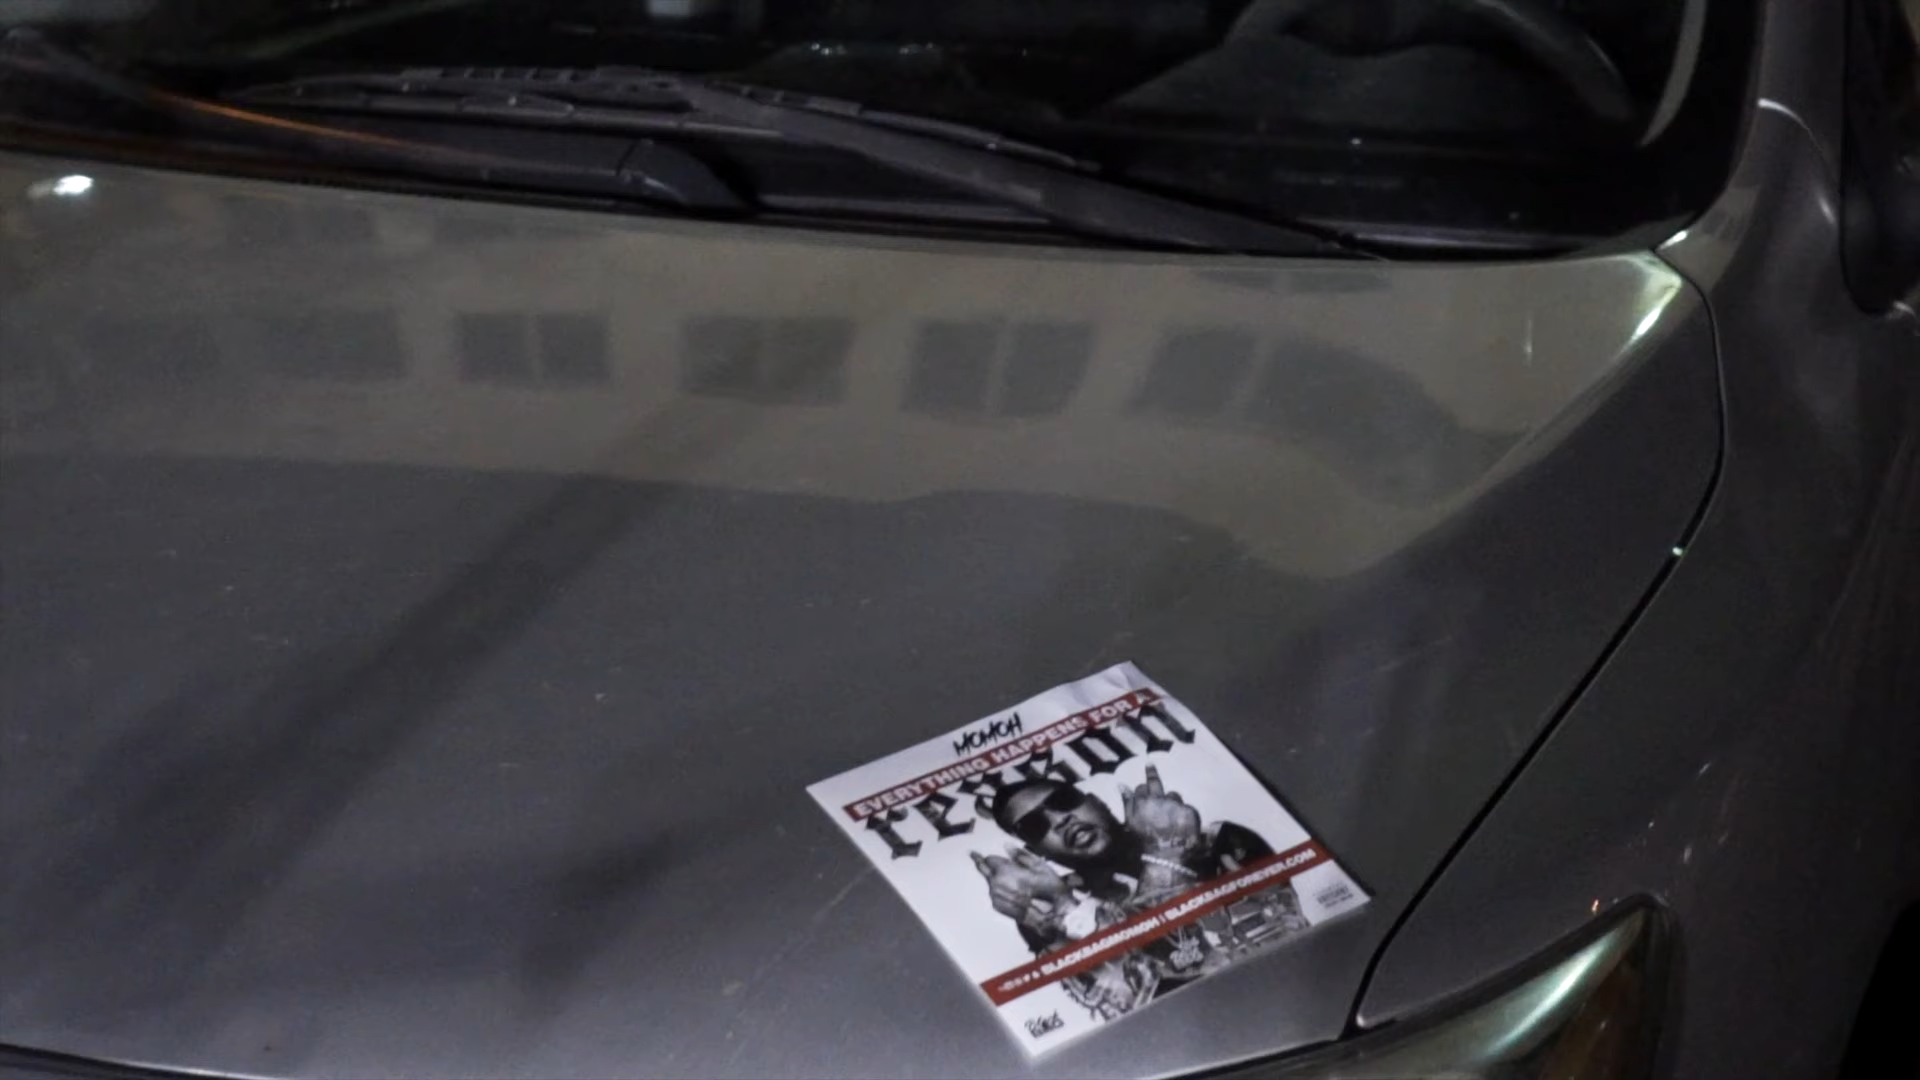 MOMOH
EVERYTHING HAPPENS FOR A
reason
BLACKBAGMOMOH | BLACKBAGFOREVER.COM